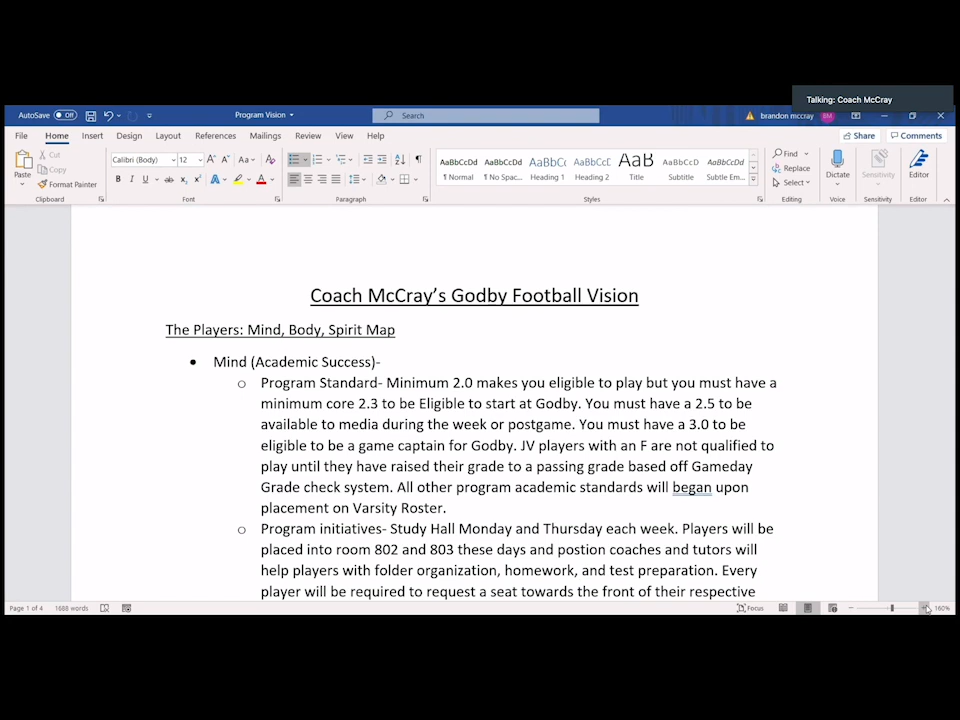 Talking: Coach McCray
AutoSave Off Program Vision Search brandon mccray BM
File Home Insert Design Layout References Mailings Review View Help Share Comments
Paste Cut Copy Format Painter
Calibri (Body) 12
AaBbCcDd AaBbCcDd AaBbCc AaBbCcC AaB AaBbCcD AaBbCcDd
1 Normal 1 No Spac... Heading 1 Heading 2 Title Subtitle Subtle Em...
Find Replace Select
Dictate Sensitivity Editor
Clipboard Font Paragraph Styles Editing Voice Sensitivity Editor
Coach McCray's Godby Football Vision
The Players: Mind, Body, Spirit Map
• Mind (Academic Success)-
o Program Standard- Minimum 2.0 makes you eligible to play but you must have a
minimum core 2.3 to be Eligible to start at Godby. You must have a 2.5 to be
available to media during the week or postgame. You must have a 3.0 to be
eligible to be a game captain for Godby. JV players with an F are not qualified to
play until they have raised their grade to a passing grade based off Gameday
Grade check system. All other program academic standards will began upon
placement on Varsity Roster.
o Program initiatives- Study Hall Monday and Thursday each week. Players will be
placed into room 802 and 803 these days and postion coaches and tutors will
help players with folder organization, homework, and test preparation. Every
player will be required to request a seat towards the front of their respective
Page 1 of 4 1688 words Focus 160%